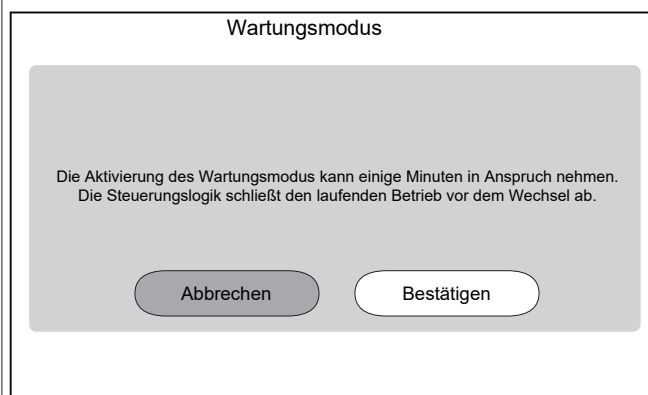 Wartungsmodus
Die Aktivierung des Wartungsmodus kann einige Minuten in Anspruch nehmen.
Die Steuerungslogik schließt den laufenden Betrieb vor dem Wechsel ab.
Abbrechen
Bestätigen